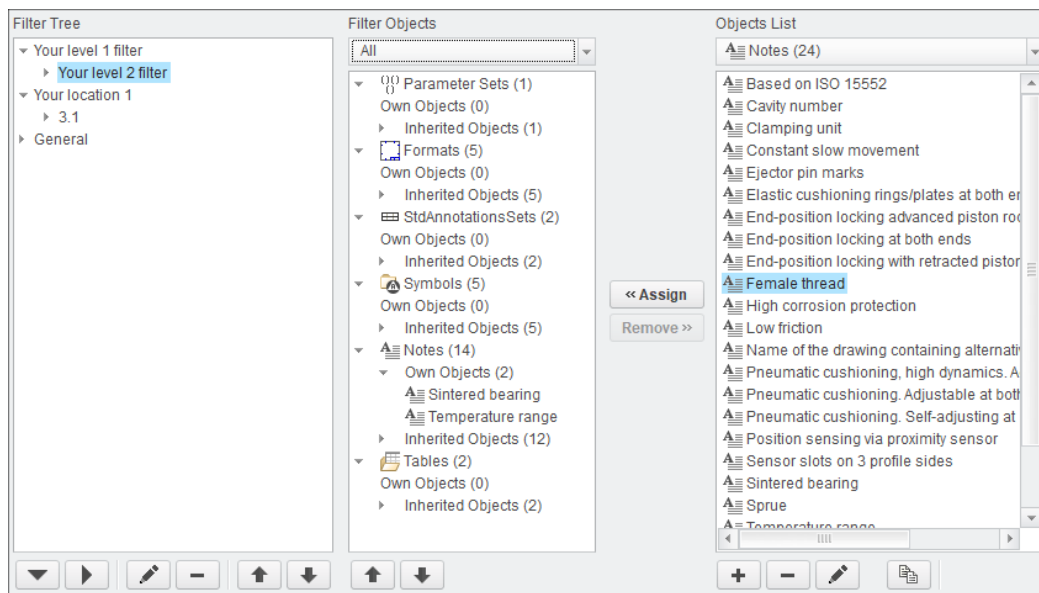 Filter Tree
Your level 1 filter
Your level 2 filter
Your location 1
3.1
General
Filter Objects
All
Parameter Sets (1)
Own Objects (0)
Inherited Objects (1)
Formats (5)
Own Objects (0)
Inherited Objects (5)
StdAnnotationsSets (2)
Own Objects (0)
Inherited Objects (2)
Symbols (5)
Own Objects (0)
Inherited Objects (5)
Notes (14)
Own Objects (2)
Sintered bearing
Temperature range
Inherited Objects (12)
Tables (2)
Own Objects (0)
Inherited Objects (2)
« Assign
Remove »
Objects List
Notes (24)
Based on ISO 15552
Cavity number
Clamping unit
Constant slow movement
Ejector pin marks
Elastic cushioning rings/plates at both
End-position locking advanced piston
End-position locking at both ends
End-position locking with retracted piston
Female thread
High corrosion protection
Low friction
Name of the drawing containing
Pneumatic cushioning, high dynamics. A
Pneumatic cushioning. Adjustable at both
Pneumatic cushioning. Self-adjusting at
Position sensing via proximity sensor
Sensor slots on 3 profile sides
Sintered bearing
Sprue
Temperature range